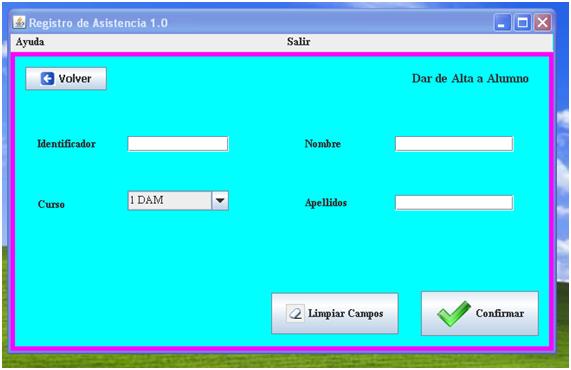 Registro de Asistencia 1.0
Ayuda Salir
Volver Dar de Alta a Alumno
Identificador Nombre
Curso 1 DAM Apellidos
Limpiar Campos Confirmar